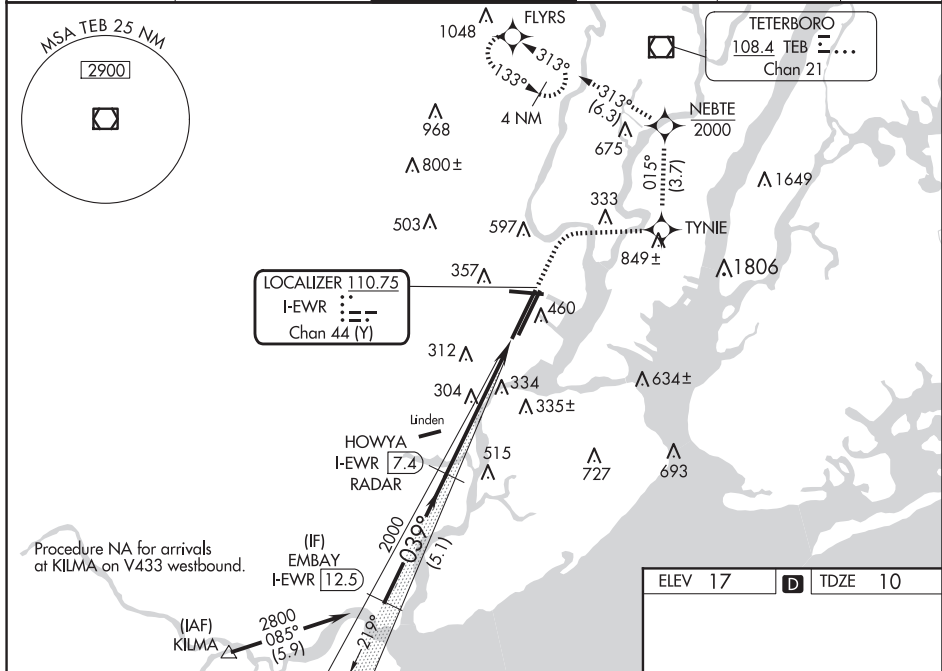 MSA TEB 25 NM
2900
1048
FLYRS
313°
133°
4 NM
313°
(6.3)
TETERBORO
108.4 TEB
Chan 21
NEBTE
2000
968
675
800±
015°
(3.7)
1649
503
597
333
TYNIE
849±
1806
357
LOCALIZER 110.75
I-EWR
Chan 44 (Y)
460
312
304
334
335±
634±
Linden
HOWYA
I-EWR 7.4
RADAR
515
727
693
2000
039°
(5.1)
(IF)
EMBAY
I-EWR 12.5
Procedure NA for arrivals
at KILMA on V433 westbound.
(IAF)
KILMA
2800
085°
(5.9)
219°
ELEV 17
D
TDZE 10